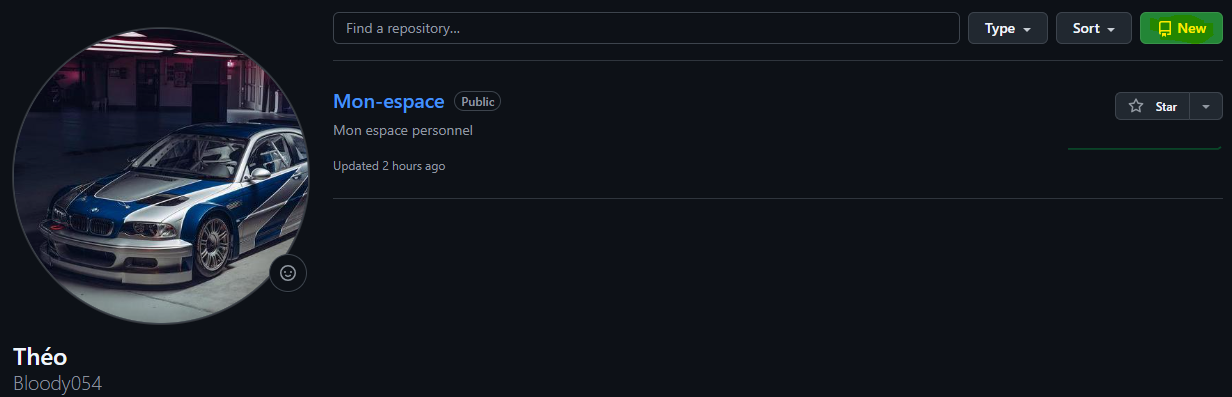 Find a repository...
Type
Sort
New
Mon-espace
Public
Star
Mon espace personnel
Updated 2 hours ago
Théo
Bloody054